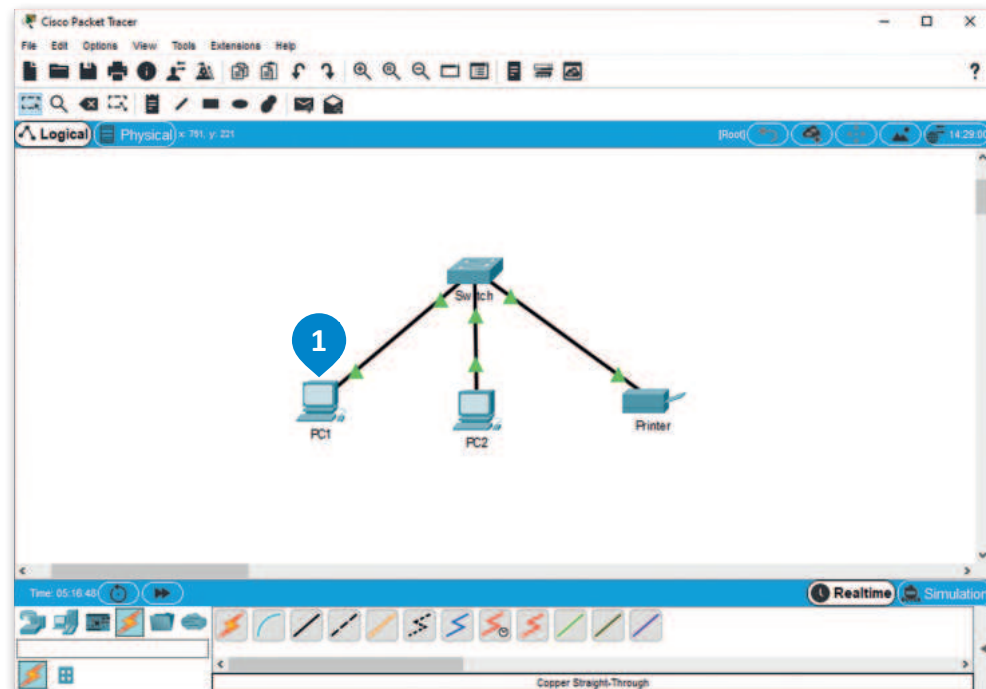 Cisco Packet Tracer
File Edit Options View Tools Extensions Help
?
Logical Physical x: 761, y: 221 [Root] 14:29:00
Switch
1
PC1
PC2
Printer
Time: 05:16:48 Realtime Simulation
Copper Straight-Through